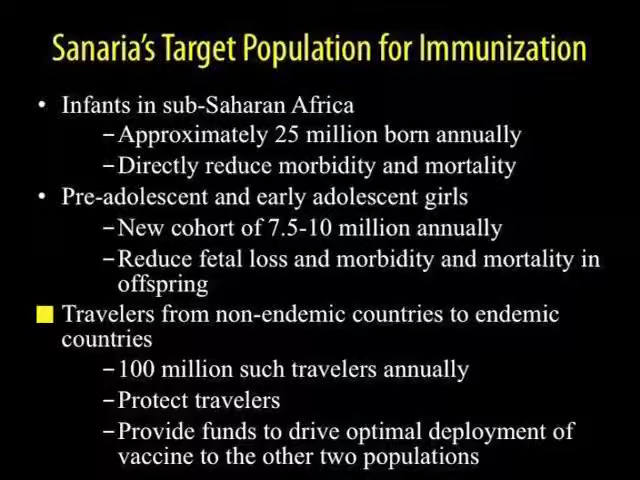 Sanaria's Target Population for Immunization
• Infants in sub-Saharan Africa
–Approximately 25 million born annually
–Directly reduce morbidity and mortality
• Pre-adolescent and early adolescent girls
–New cohort of 7.5-10 million annually
–Reduce fetal loss and morbidity and mortality in
offspring
Travelers from non-endemic countries to endemic
countries
–100 million such travelers annually
–Protect travelers
–Provide funds to drive optimal deployment of
vaccine to the other two populations